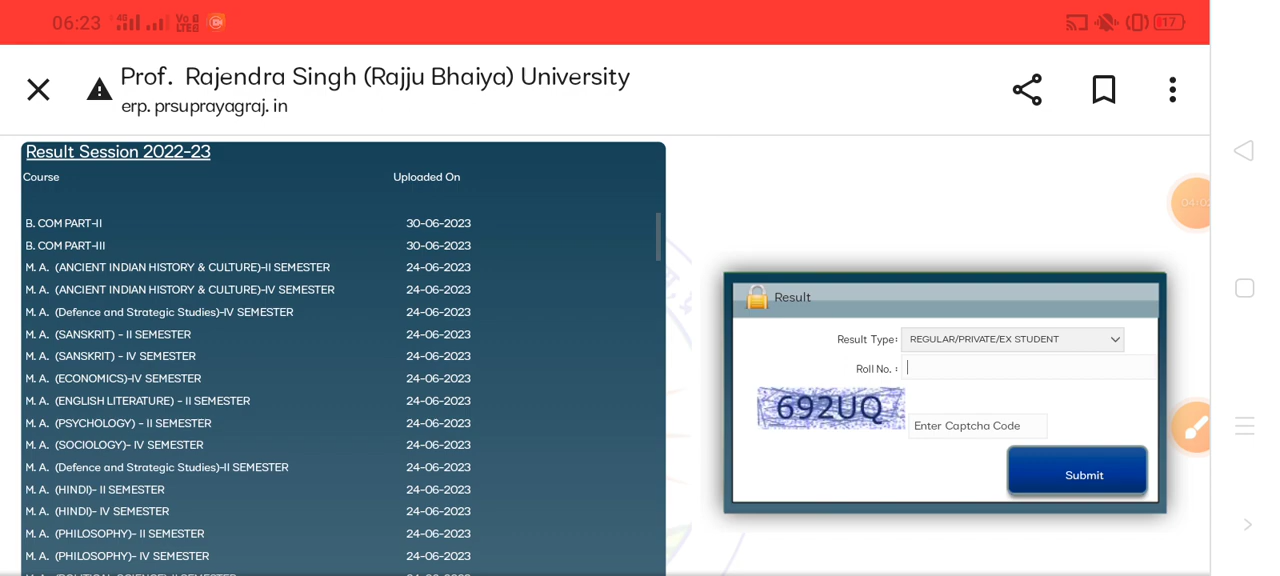 06:23 4G Vo LTE 17
Prof. Rajendra Singh (Rajju Bhaiya) University
erp. prsuprayagraj. in
Result Session 2022-23
Course Uploaded On
B. COM PART-II 30-06-2023
B. COM PART-III 30-06-2023
M. A. (ANCIENT INDIAN HISTORY & CULTURE)-II SEMESTER 24-06-2023
M. A. (ANCIENT INDIAN HISTORY & CULTURE)-IV SEMESTER 24-06-2023
M. A. (Defence and Strategic Studies)-IV SEMESTER 24-06-2023
M. A. (SANSKRIT) - II SEMESTER 24-06-2023
M. A. (SANSKRIT) - IV SEMESTER 24-06-2023
M. A. (ECONOMICS)-IV SEMESTER 24-06-2023
M. A. (ENGLISH LITERATURE) - II SEMESTER 24-06-2023
M. A. (PSYCHOLOGY) - II SEMESTER 24-06-2023
M. A. (SOCIOLOGY)- IV SEMESTER 24-06-2023
M. A. (Defence and Strategic Studies)-II SEMESTER 24-06-2023
M. A. (HINDI)- II SEMESTER 24-06-2023
M. A. (HINDI)- IV SEMESTER 24-06-2023
M. A. (PHILOSOPHY)- II SEMESTER 24-06-2023
M. A. (PHILOSOPHY)- IV SEMESTER 24-06-2023
Result
Result Type: REGULAR/PRIVATE/EX STUDENT
Roll No. :
692UQ
Enter Captcha Code
Submit